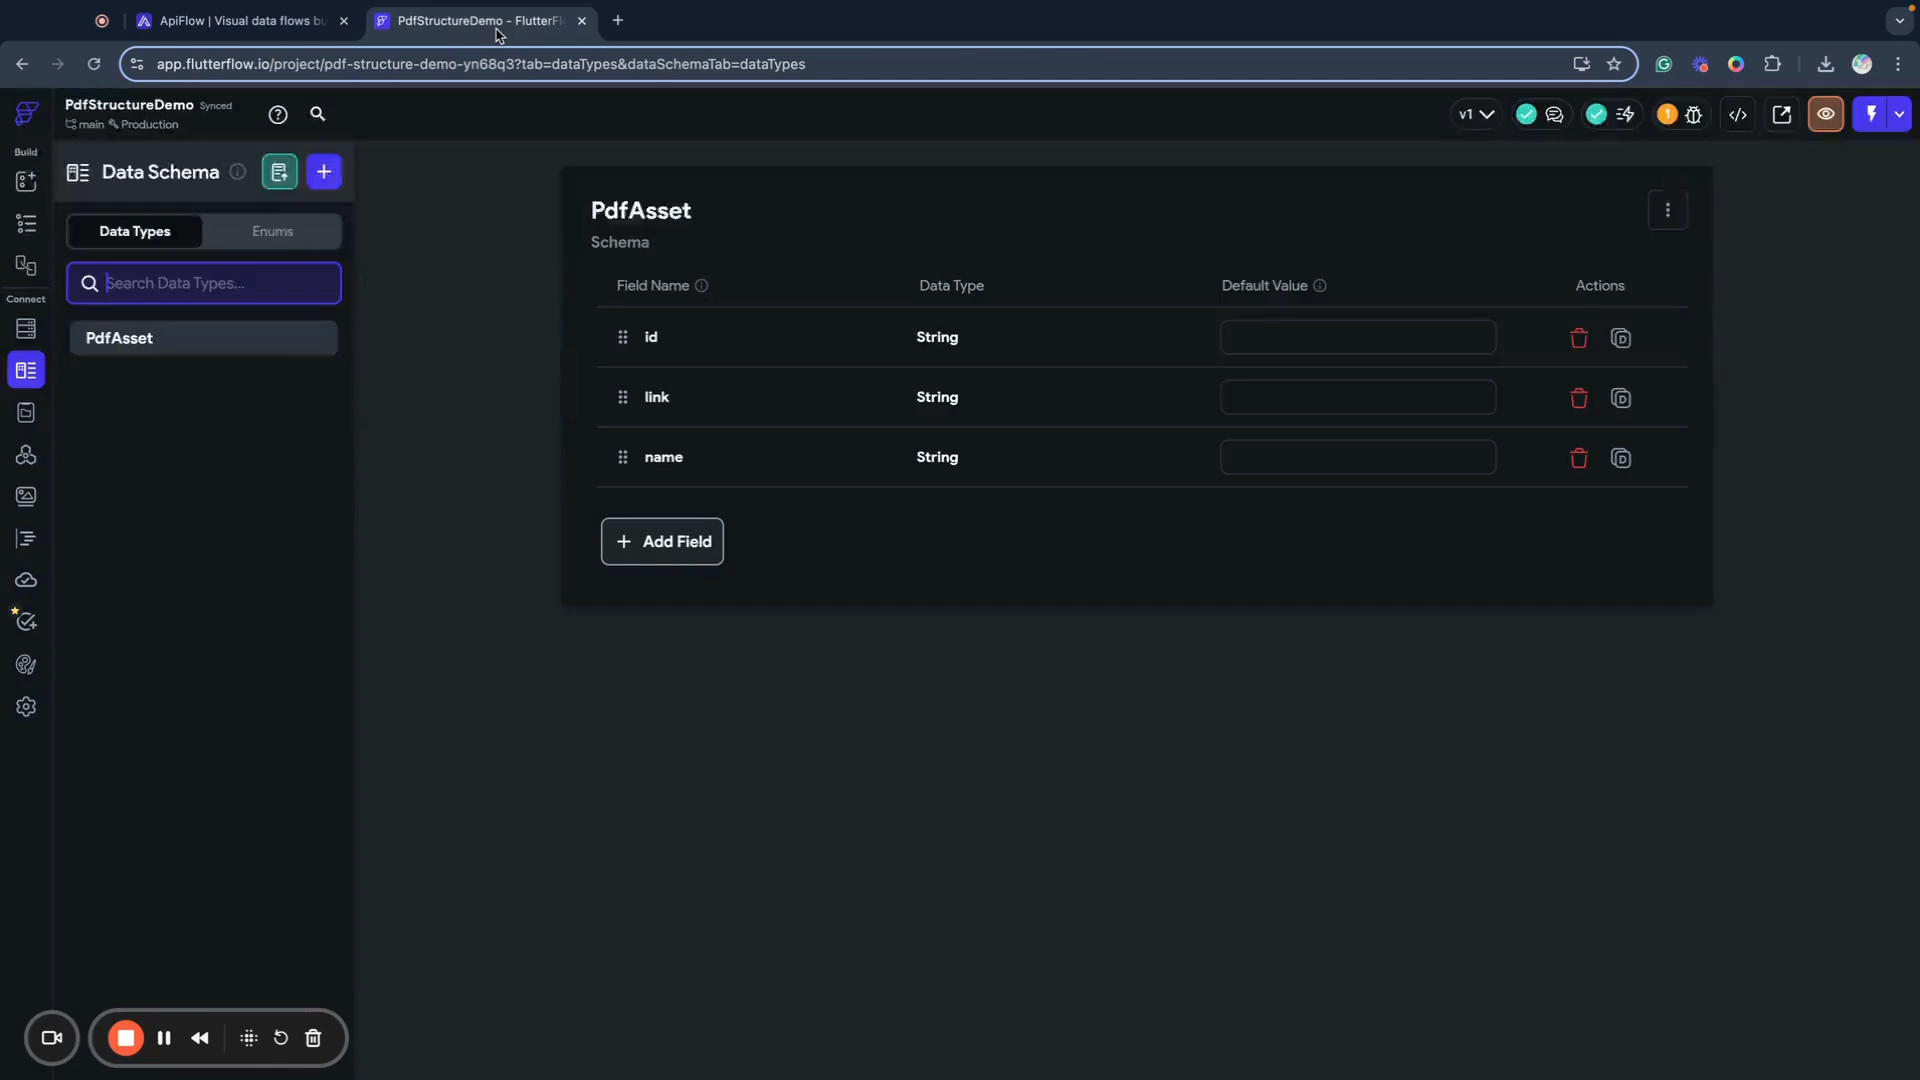 ApiFlow | Visual data flows bu
PdfStructureDemo - FlutterFl
app.flutterflow.io/project/pdf-structure-demo-yn68q3?tab=dataTypes&dataSchemaTab=dataTypes
PdfStructureDemo Synced
main Production
v1
1
Build
Data Schema
Data Types
Enums
Search Data Types...
Connect
PdfAsset
PdfAsset
Schema
Field Name
Data Type
Default Value
Actions
id
String
link
String
name
String
+ Add Field